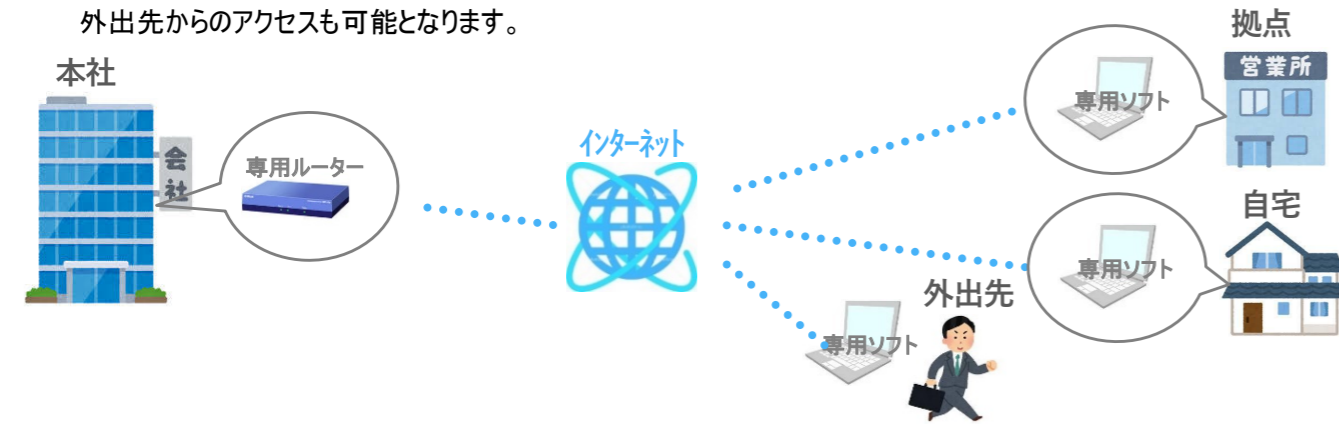 外出先からのアクセスも可能となります。
本社
会社
専用ルーター
インターネット
拠点
営業所
専用ソフト
自宅
専用ソフト
外出先
専用ソフト